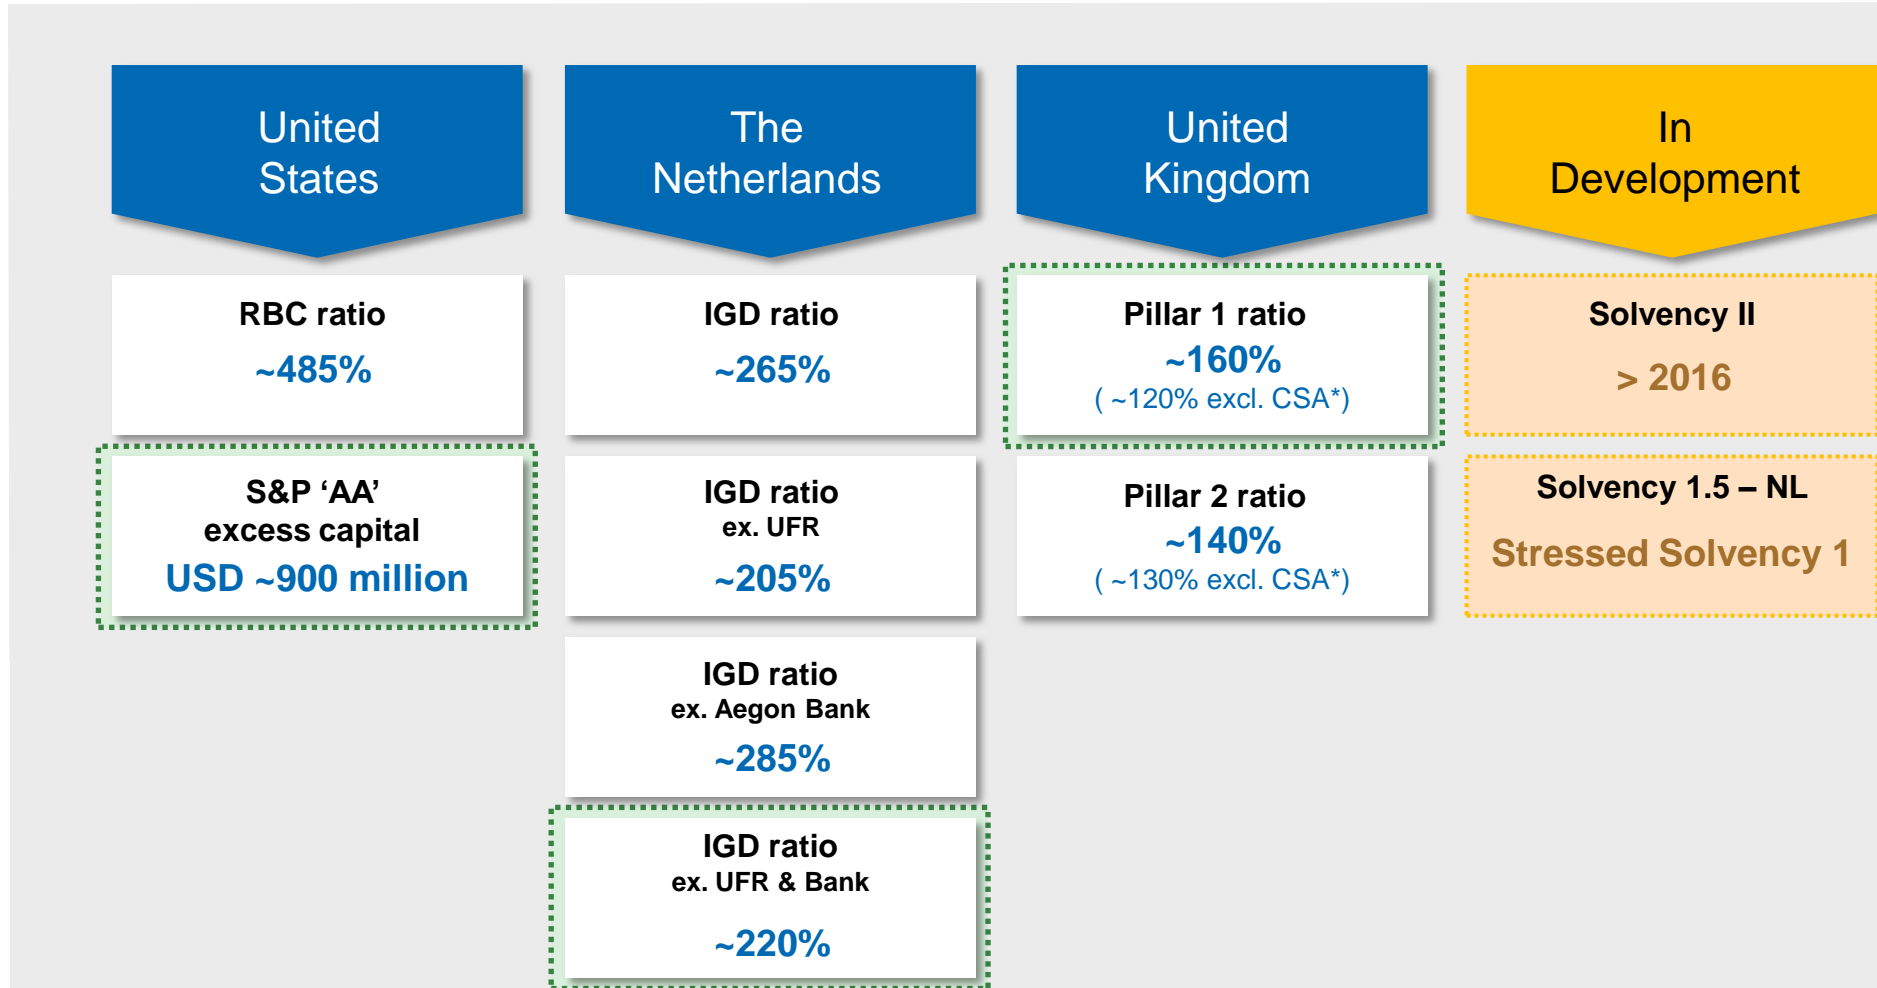 United
States
The
Netherlands
United
Kingdom
In
Development
RBC ratio
~485%
S&P ‘AA’
excess capital
USD ~900 million
IGD ratio
~265%
IGD ratio
ex. UFR
~205%
IGD ratio
ex. Aegon Bank
~285%
IGD ratio
ex. UFR & Bank
~220%
Pillar 1 ratio
~160%
( ~120% excl. CSA*)
Pillar 2 ratio
~140%
( ~130% excl. CSA*)
Solvency II
> 2016
Solvency 1.5 – NL
Stressed Solvency 1